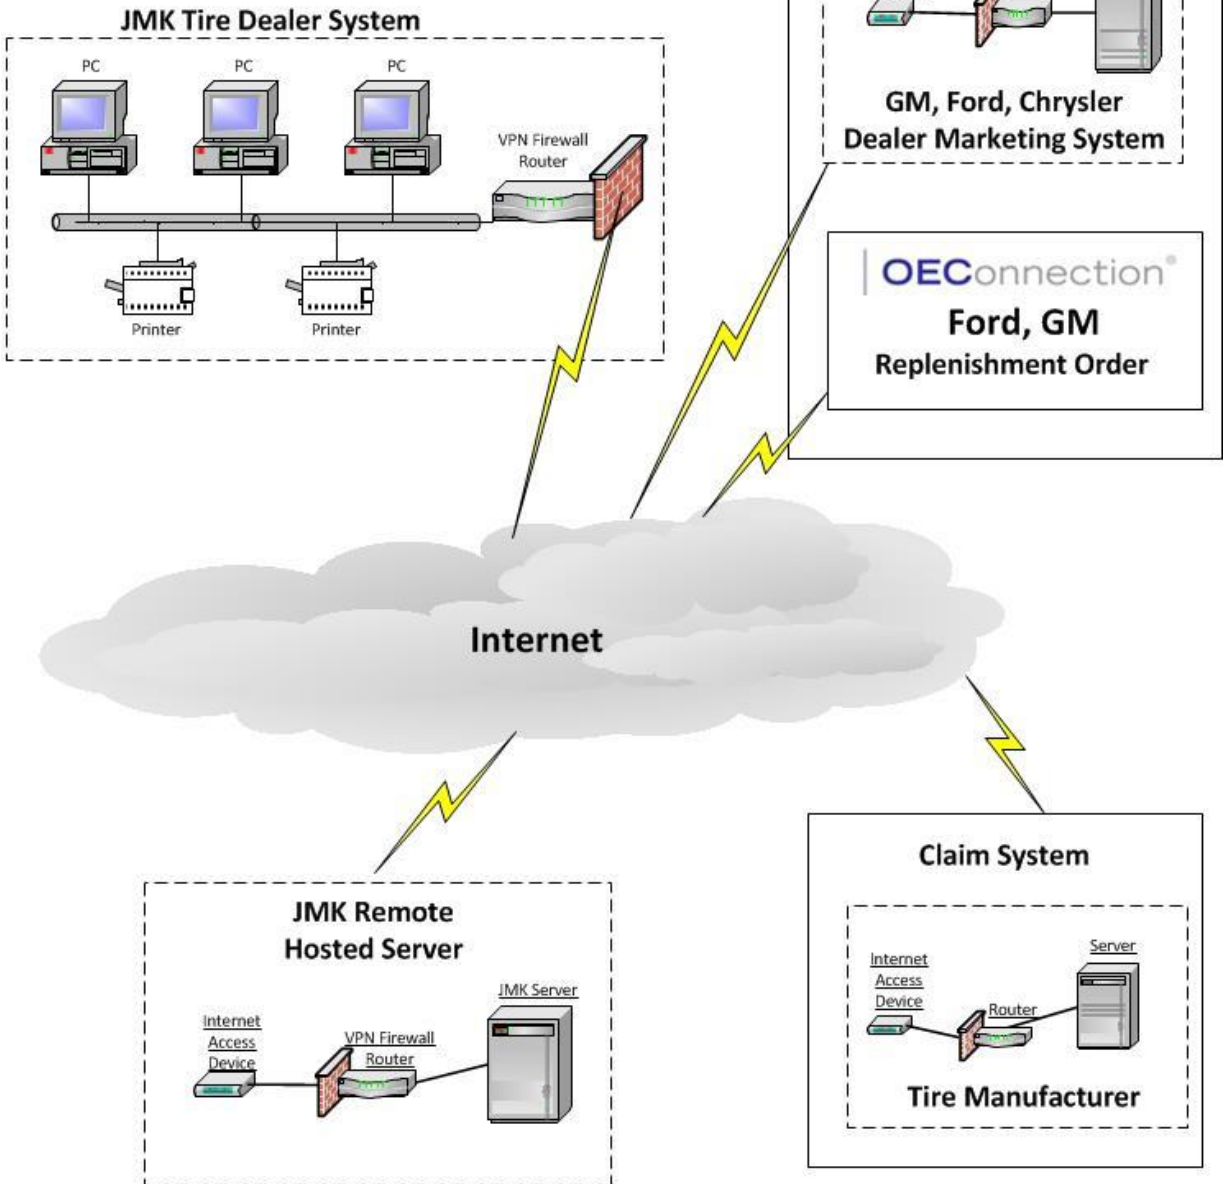 JMK Tire Dealer System
PC
PC
PC
VPN Firewall
Router
Printer
Printer
GM, Ford, Chrysler
Dealer Marketing System
OEConnection®
Ford, GM
Replenishment Order
Internet
JMK Remote
Hosted Server
Internet
Access
Device
VPN Firewall
Router
JMK Server
Claim System
Internet
Access
Device
Router
Server
Tire Manufacturer